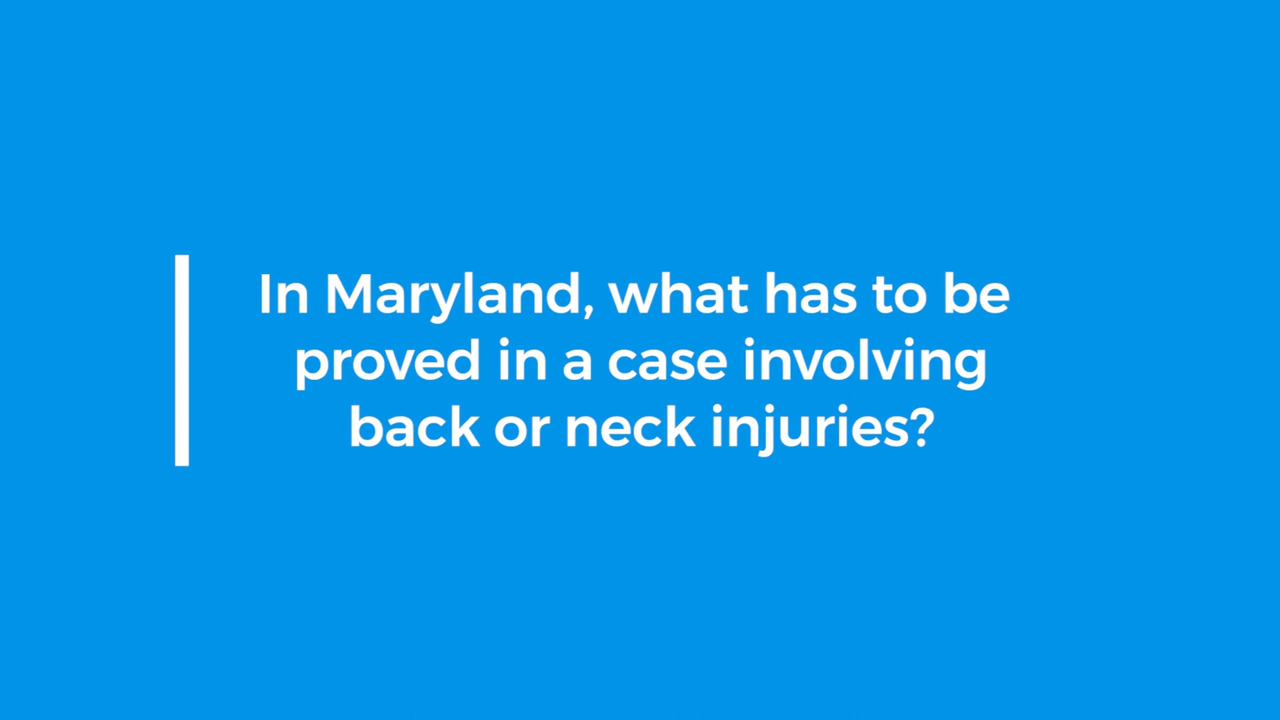 In Maryland, what has to be
proved in a case involving
back or neck injuries?